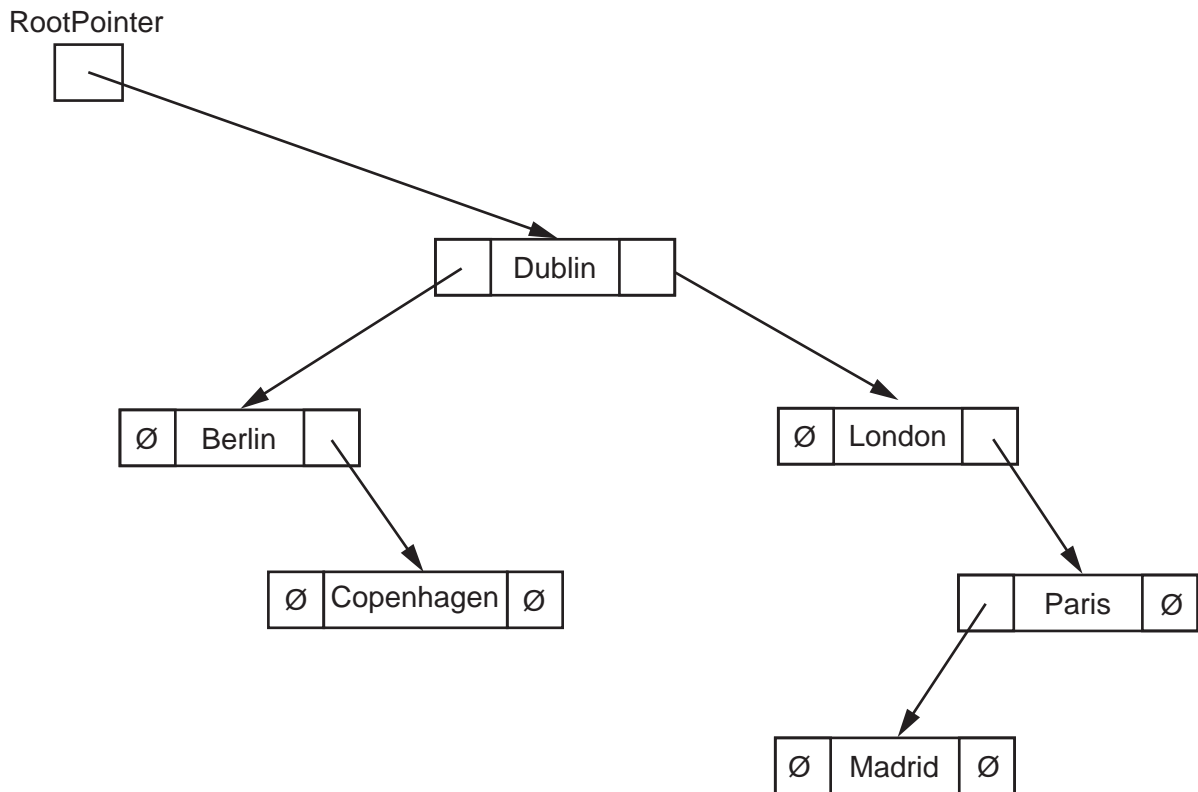 RootPointer
Dublin
Ø Berlin
Ø London
Ø Copenhagen Ø
Paris Ø
Ø Madrid Ø